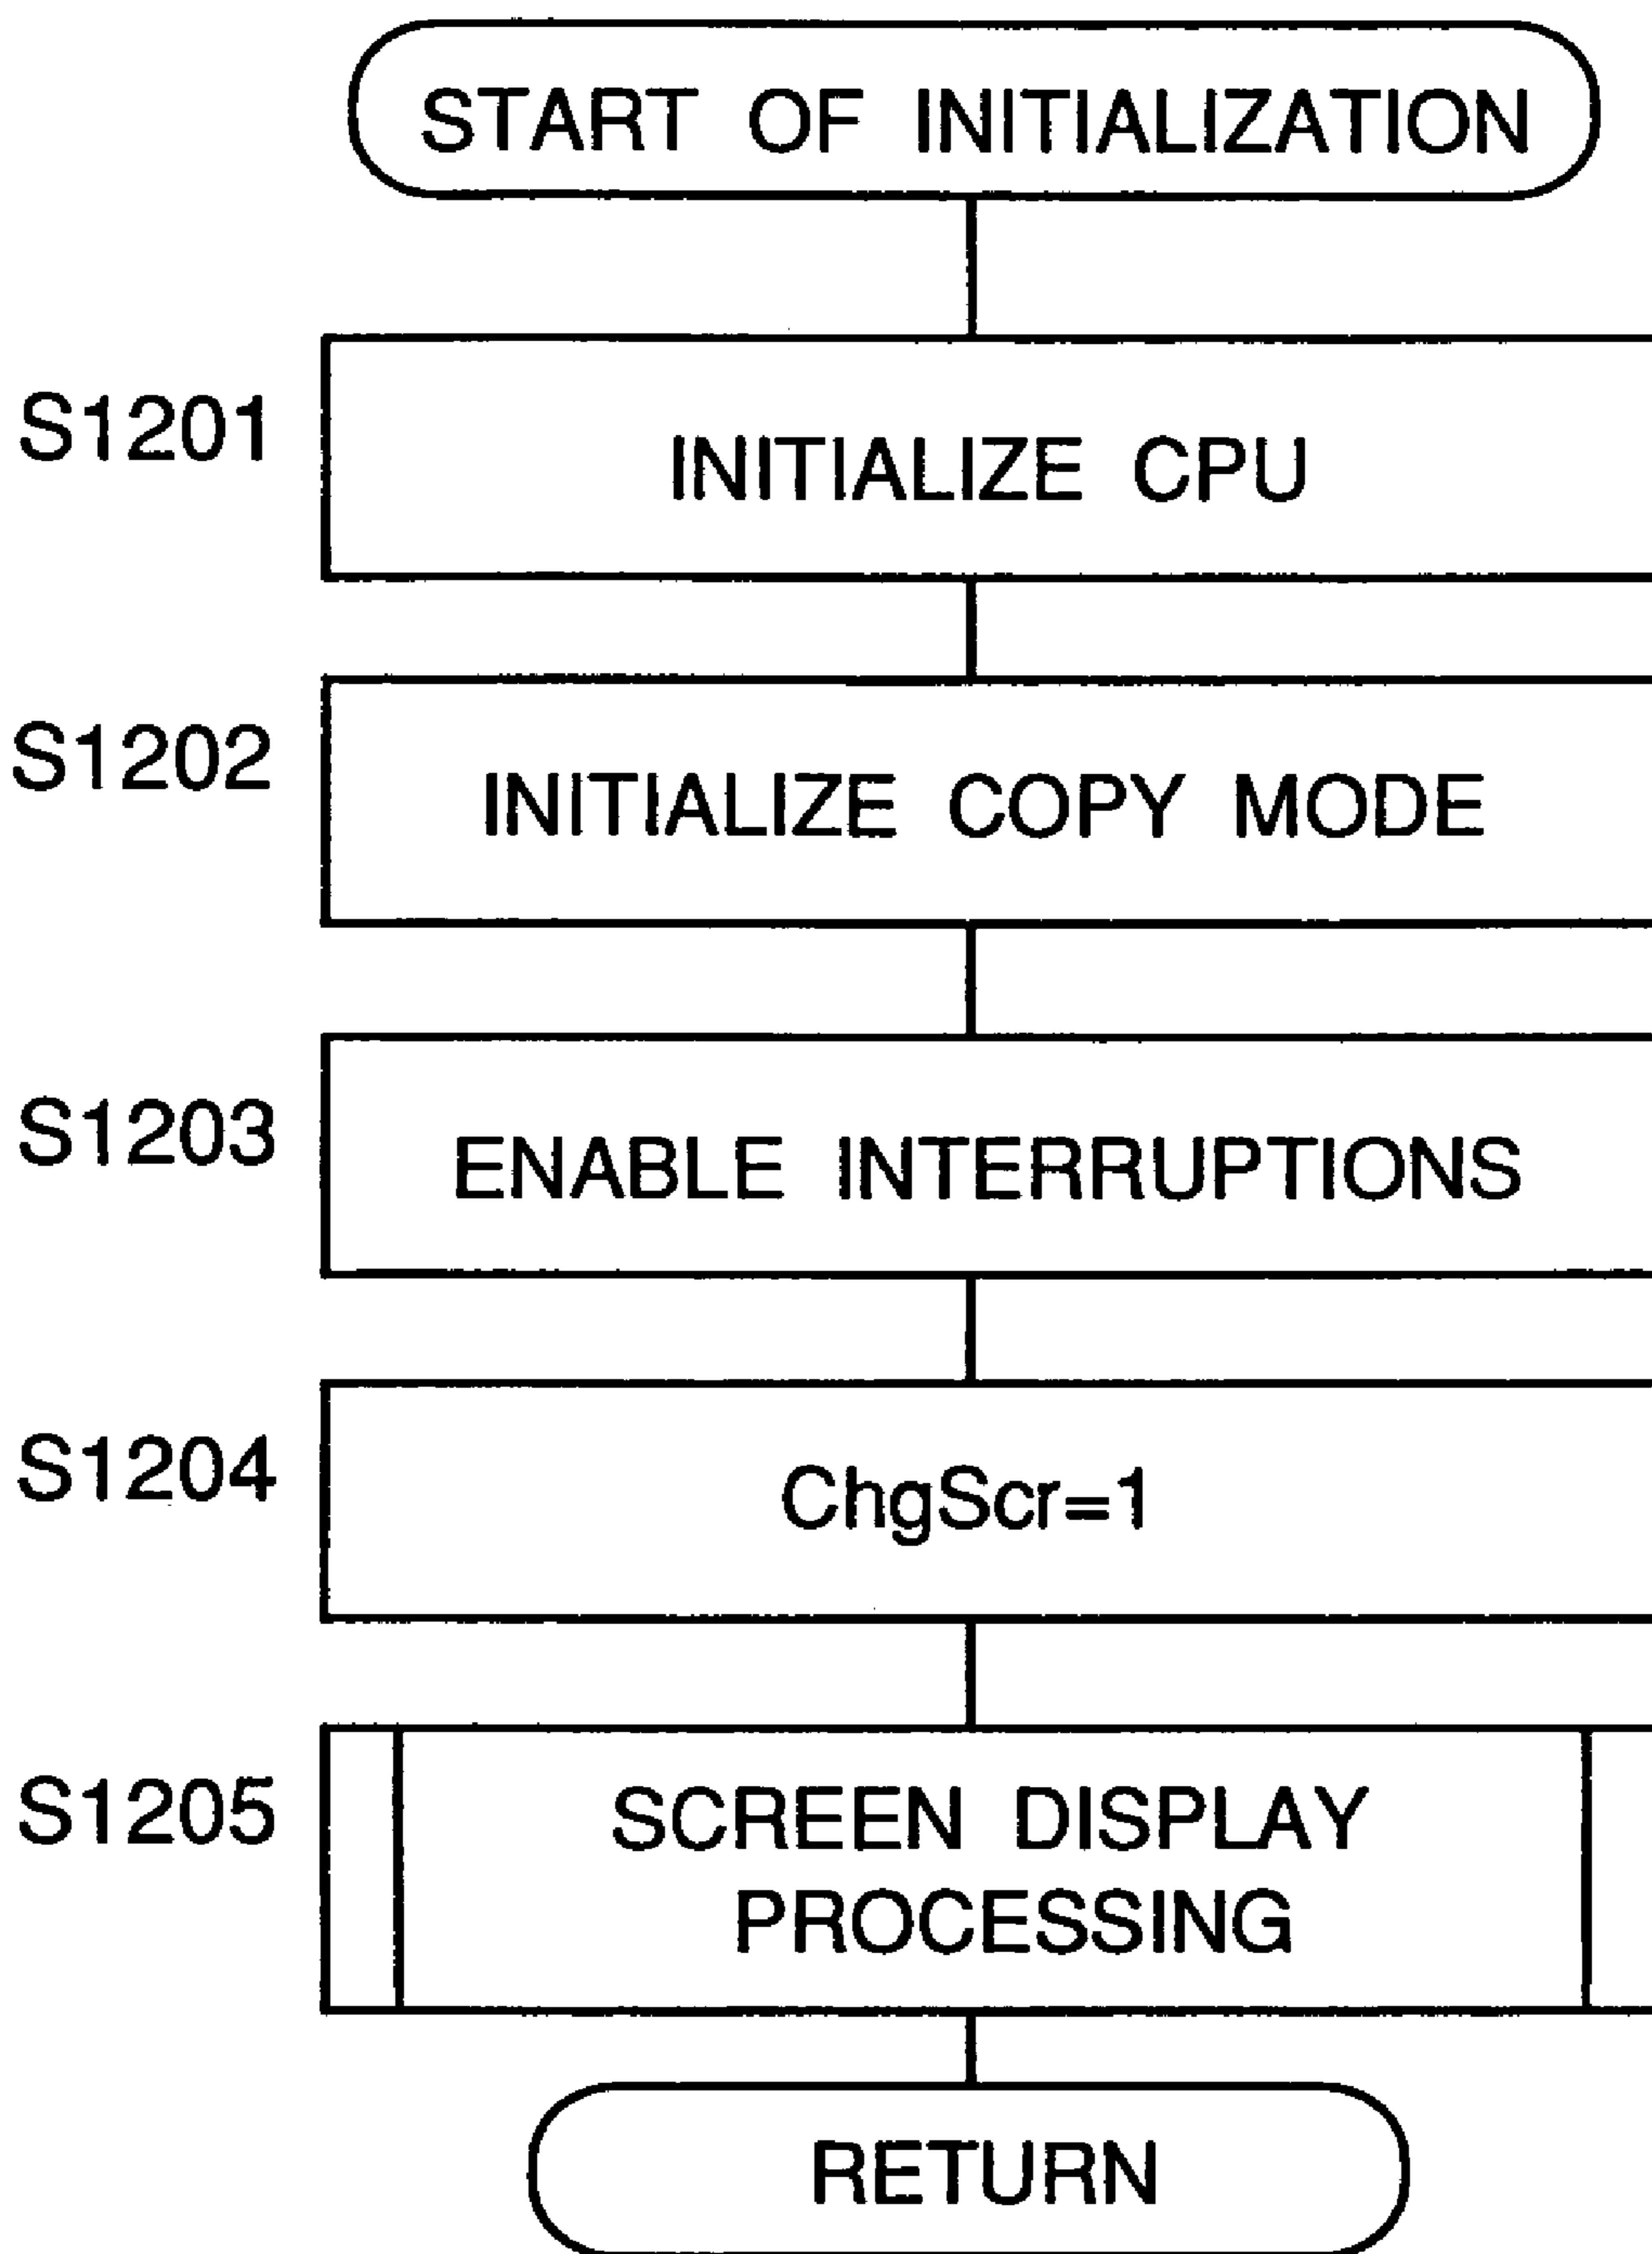 START OF INITIALIZATION
S1201
INITIALIZE CPU
S1202
INITIALIZE COPY MODE
S1203
ENABLE INTERRUPTIONS
S1204
ChgScr=1
S1205
SCREEN DISPLAY
PROCESSING
RETURN